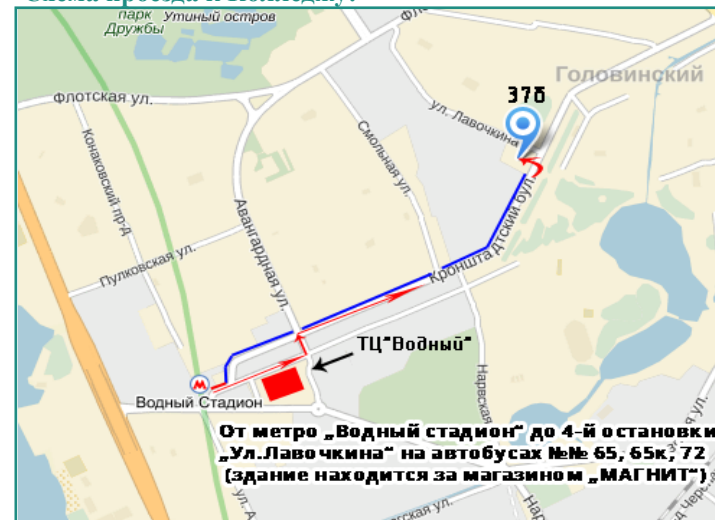 парк Утиный остров
Дружбы
Головинский
37б
Флотская ул.
ул. Лавочкина
Конаковский пр-д
Смольная ул.
Авангардная ул.
Пулковская ул.
Кронштадтский бул.
ТЦ"Водный"
Водный Стадион
Нарвская
От метро „Водный стадион" до 4-й остановки
„Ул.Лавочкина" на автобусах №№ 65, 65к, 72
(здание находится за магазином „МАГНИТ")
ул. А